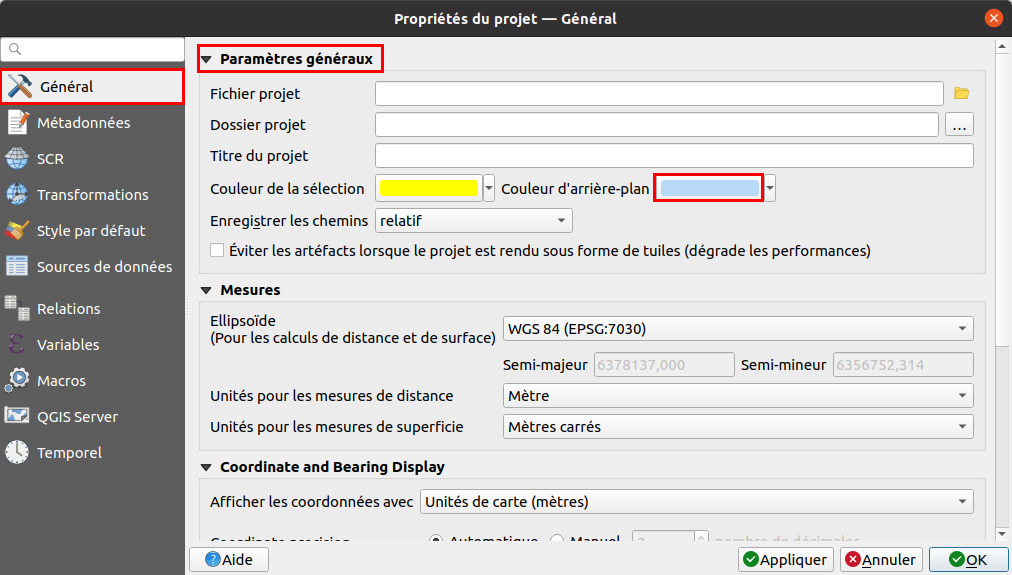 Propriétés du projet — Général
Général
Métadonnées
SCR
Transformations
Style par défaut
Sources de données
Relations
Variables
Macros
QGIS Server
Temporel
Paramètres généraux
Fichier projet
Dossier projet
...
Titre du projet
Couleur de la sélection
Couleur d'arrière-plan
Enregistrer les chemins
relatif
Éviter les artéfacts lorsque le projet est rendu sous forme de tuiles (dégrade les performances)
Mesures
Ellipsoïde
(Pour les calculs de distance et de surface)
WGS 84 (EPSG:7030)
Semi-majeur
6378137,000
Semi-mineur
6356752,314
Unités pour les mesures de distance
Mètre
Unités pour les mesures de superficie
Mètres carrés
Coordinate and Bearing Display
Afficher les coordonnées avec
Unités de carte (mètres)
Coordinate precision
Automatique
Manuel
nombre de décimales
Aide
Appliquer
Annuler
OK